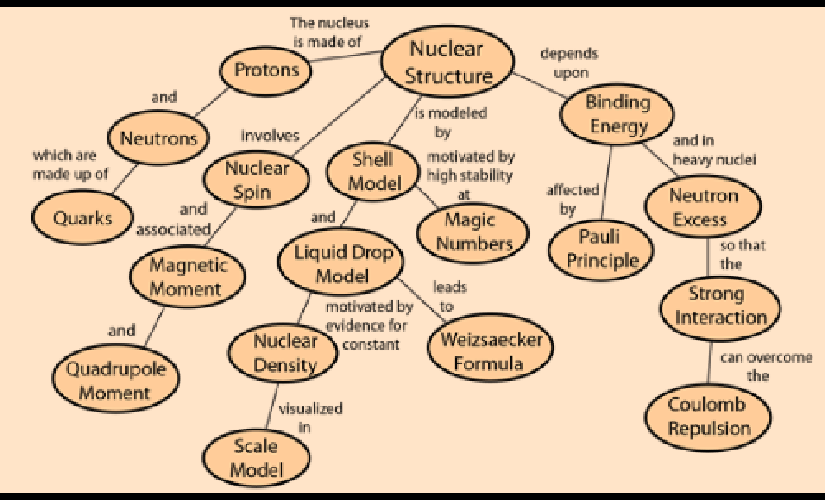 The nucleus
is made of
Nuclear
Structure
depends
upon
Protons
Binding
Energy
and
is modeled
by
Neutrons
involves
and in
heavy nuclei
which are
made up of
Nuclear
Spin
Shell
Model
motivated by
high stability
at
Quarks
and
associated
and
Magic
Numbers
affected
by
Neutron
Excess
Pauli
Principle
so that
the
Magnetic
Moment
Liquid Drop
Model
leads
to
Strong
Interaction
and
motivated by
evidence for
constant
Nuclear
Density
Weizsaecker
Formula
can overcome
the
Quadrupole
Moment
visualized
in
Coulomb
Repulsion
Scale
Model